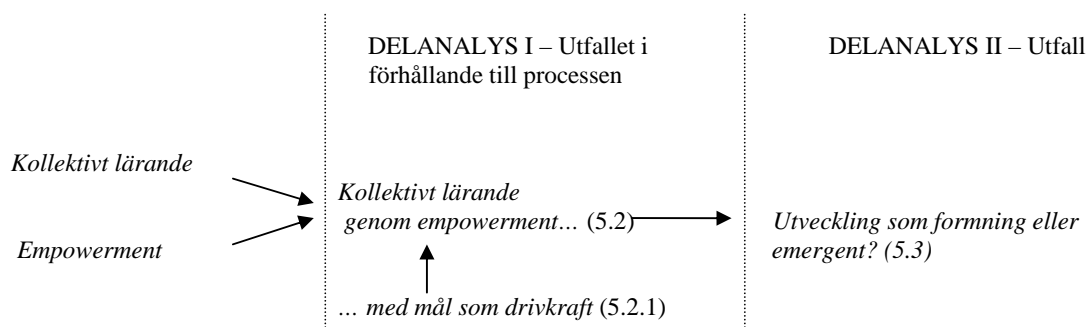 DELANALYS I – Utfallet i
förhållande till processen
DELANALYS II – Utfall
Kollektivt lärande
Empowerment
Kollektivt lärande
genom empowerment… (5.2)
… med mål som drivkraft (5.2.1)
Utveckling som formning eller
emergent? (5.3)